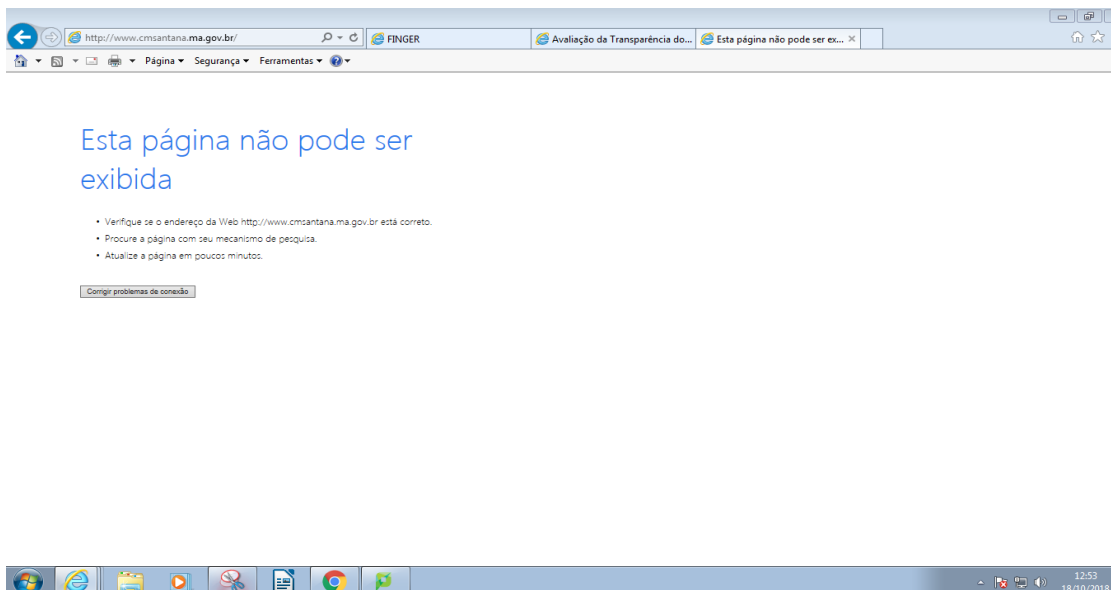 http://www.cmsantana.ma.gov.br/
FINGER
Avaliação da Transparência do...
Esta página não pode ser ex...
Página
Segurança
Ferramentas
Esta página não pode ser
exibida
• Verifique se o endereço da Web http://www.cmsantana.ma.gov.br está correto.
• Procure a página com seu mecanismo de pesquisa.
• Atualize a página em poucos minutos.
Corrigir problemas de conexão
12:53
18/10/2018